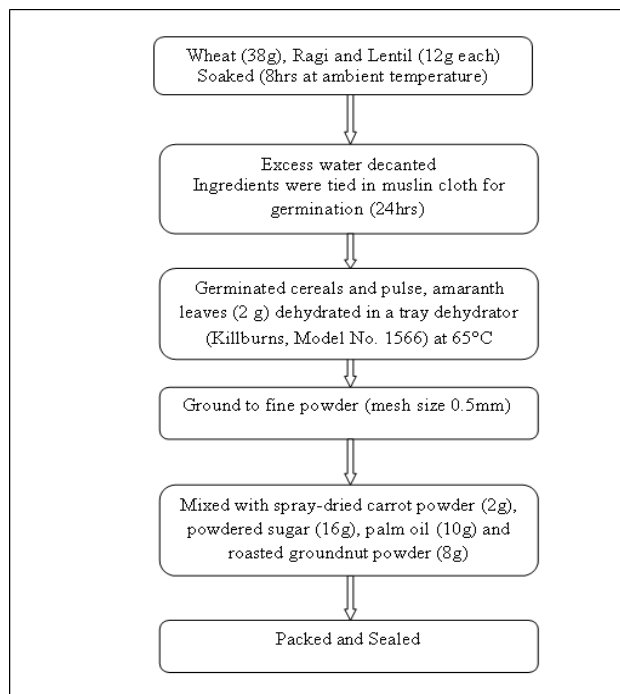 Wheat (38g), Ragi and Lentil (12g each)
Soaked (8hrs at ambient temperature)
Excess water decanted
Ingredients were tied in muslin cloth for
germination (24hrs)
Germinated cereals and pulse, amaranth
leaves (2 g) dehydrated in a tray dehydrator
(Killburns, Model No. 1566) at 65°C
Ground to fine powder (mesh size 0.5mm)
Mixed with spray-dried carrot powder (2g),
powdered sugar (16g), palm oil (10g) and
roasted groundnut powder (8g)
Packed and Sealed